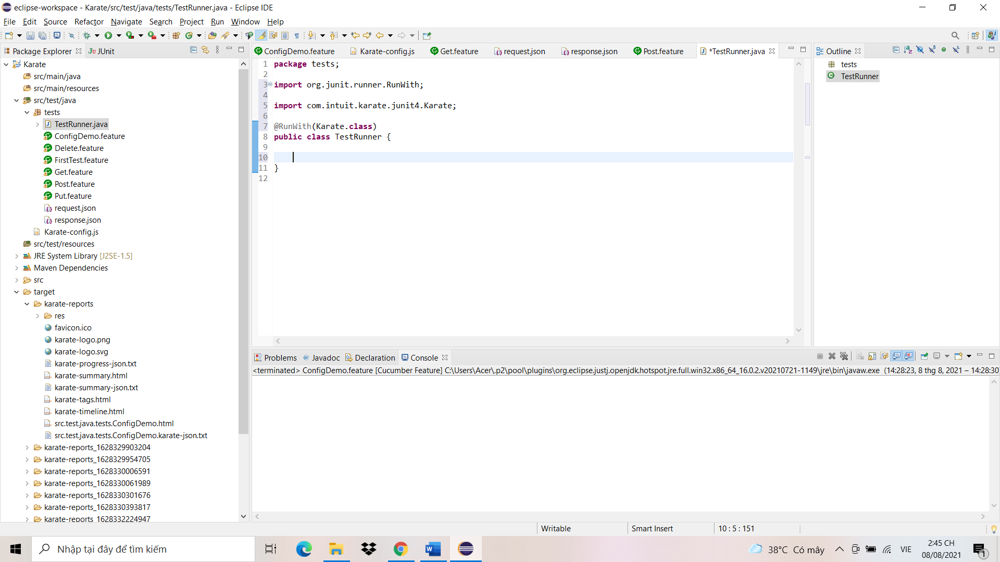 eclipse-workspace - Karate/src/test/java/tests/TestRunner.java - Eclipse IDE
File Edit Source Refactor Navigate Search Project Run Window Help
Package Explorer JUnit
Karate
src/main/java
src/main/resources
src/test/java
tests
TestRunner.java
ConfigDemo.feature
Delete.feature
FirstTest.feature
Get.feature
Post.feature
Put.feature
request.json
response.json
Karate-config.js
src/test/resources
JRE System Library [J2SE-1.5]
Maven Dependencies
src
target
karate-reports
res
favicon.ico
karate-logo.png
karate-logo.svg
karate-progress-json.txt
karate-summary.html
karate-summary-json.txt
karate-tags.html
karate-timeline.html
src.test.java.tests.ConfigDemo.html
src.test.java.tests.ConfigDemo.karate-json.txt
karate-reports_1628329903204
karate-reports_1628329954705
karate-reports_1628330006591
karate-reports_1628330061989
karate-reports_1628330301676
karate-reports_1628330393817
karate-reports_1628332224947
ConfigDemo.feature Karate-config.js Get.feature request.json response.json Post.feature *TestRunner.java
1 package tests;
2
3 import org.junit.runner.RunWith;
4
5 import com.intuit.karate.junit4.Karate;
6
7 @RunWith(Karate.class)
8 public class TestRunner {
9
10
11 }
12
Outline
tests
TestRunner
Problems Javadoc Declaration Console
<terminated> ConfigDemo.feature [Cucumber Feature] C:\Users\Acer\.p2\pool\plugins\org.eclipse.justj.openjdk.hotspot.jre.full.win32.x86_64_16.0.2.v20210721-1149\jre\bin\javaw.exe (14:28:23, 8 thg 8, 2021 – 14:28:30
Writable Smart Insert 10 : 5 : 151
Nhập tại đây để tìm kiếm
38°C Có mây
VIE
2:45 CH
08/08/2021
1